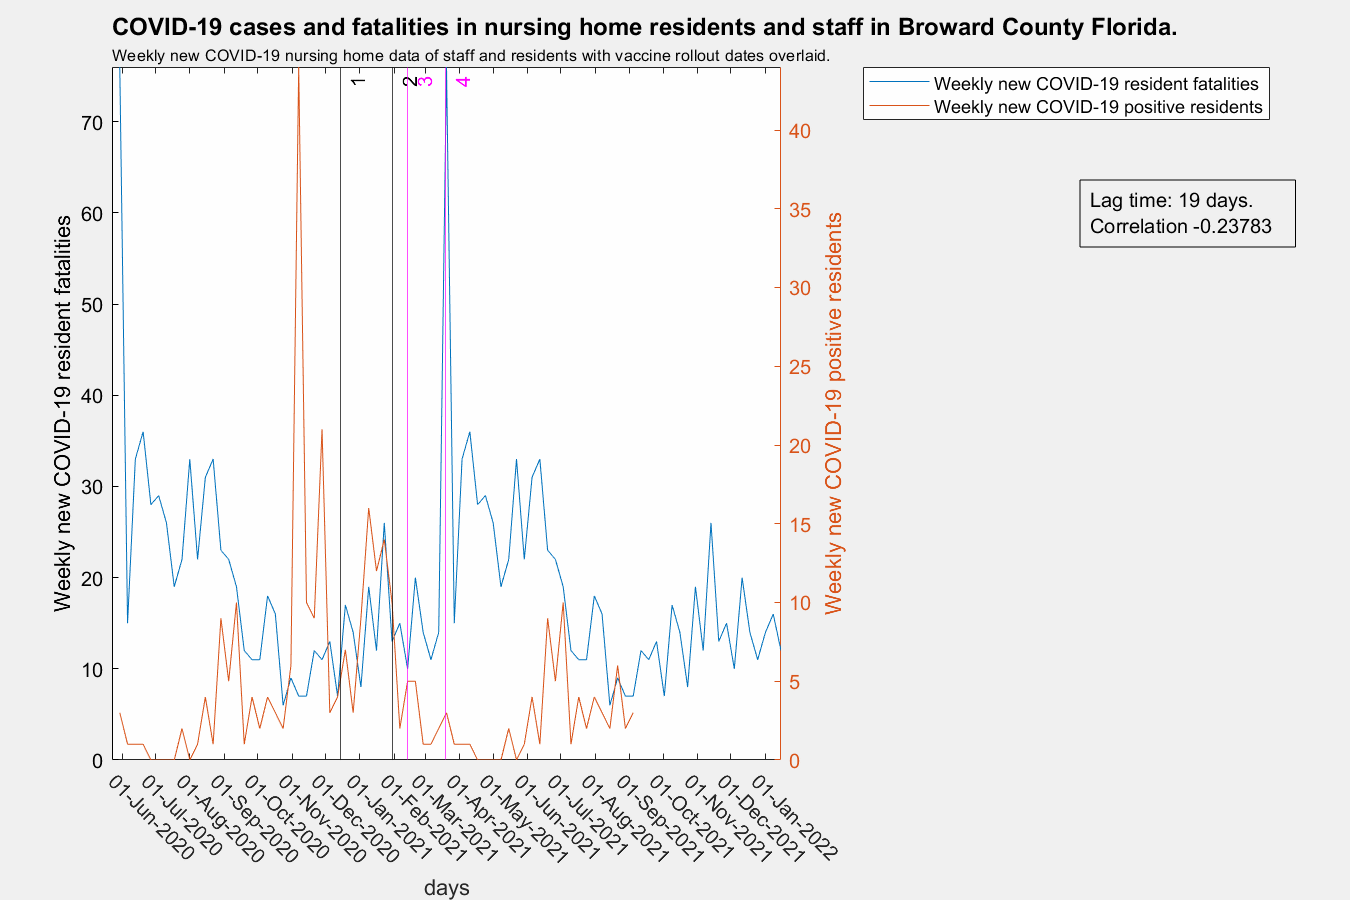 COVID-19 cases and fatalities in nursing home residents and staff in Broward County Florida.
Weekly new COVID-19 nursing home data of staff and residents with vaccine rollout dates overlaid.
Weekly new COVID-19 resident fatalities
Weekly new COVID-19 positive residents
Lag time: 19 days.
Correlation -0.23783
1
2
3
4
Weekly new COVID-19 resident fatalities
70
60
50
40
30
20
10
0
40
35
30
25
20
15
10
5
0
Weekly new COVID-19 positive residents
01-Jun-2020
01-Jul-2020
01-Aug-2020
01-Sep-2020
01-Oct-2020
01-Nov-2020
01-Dec-2020
01-Jan-2021
01-Feb-2021
01-Mar-2021
01-Apr-2021
01-May-2021
01-Jun-2021
01-Jul-2021
01-Aug-2021
01-Sep-2021
01-Oct-2021
01-Nov-2021
01-Dec-2021
01-Jan-2022
days